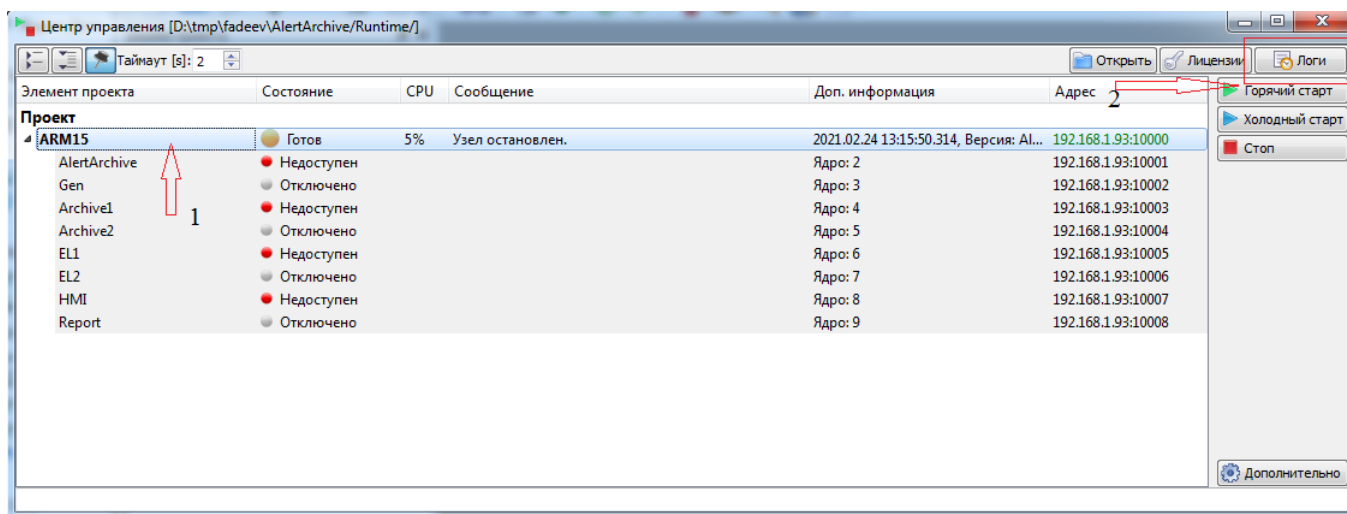 Центр управления [D:\tmp\fadeev\AlertArchive/Runtime/]
Таймаут [s]: 2 Открыть Лицензии Логи
Элемент проекта Состояние CPU Сообщение Доп. информация Адрес 2 Горячий старт
Проект Холодный старт
ARM15 Готов 5% Узел остановлен. 2021.02.24 13:15:50.314, Версия: Al... 192.168.1.93:10000 Стоп
AlertArchive Недоступен Ядро: 2 192.168.1.93:10001
Gen Отключено Ядро: 3 192.168.1.93:10002
Archive1 1 Недоступен Ядро: 4 192.168.1.93:10003
Archive2 Отключено Ядро: 5 192.168.1.93:10004
EL1 Недоступен Ядро: 6 192.168.1.93:10005
EL2 Отключено Ядро: 7 192.168.1.93:10006
HMI Недоступен Ядро: 8 192.168.1.93:10007
Report Отключено Ядро: 9 192.168.1.93:10008
Дополнительно